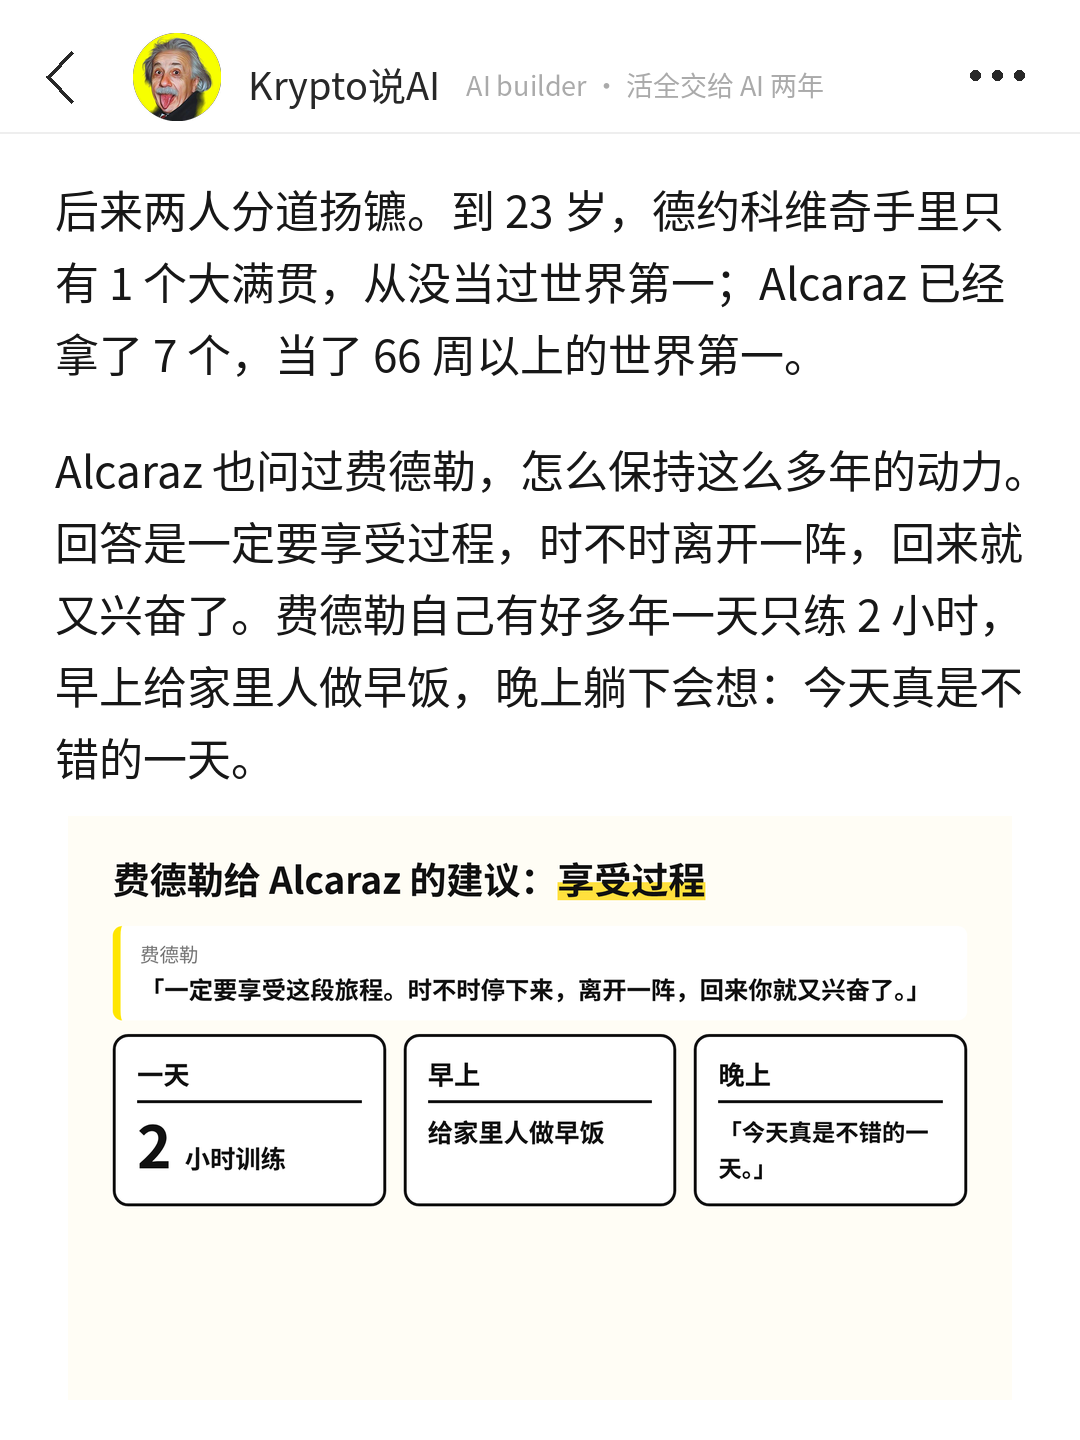 Krypto说AI AI builder · 活全交给 AI 两年
后来两人分道扬镳。到 23 岁，德约科维奇手里只
有 1 个大满贯，从没当过世界第一；Alcaraz 已经
拿了 7 个，当了 66 周以上的世界第一。
Alcaraz 也问过费德勒，怎么保持这么多年的动力。
回答是一定要享受过程，时不时离开一阵，回来就
又兴奋了。费德勒自己有好多年一天只练 2 小时，
早上给家里人做早饭，晚上躺下会想：今天真是不
错的一天。
费德勒给 Alcaraz 的建议：享受过程
费德勒
「一定要享受这段旅程。时不时停下来，离开一阵，回来你就又兴奋了。」
一天
2 小时训练
早上
给家里人做早饭
晚上
「今天真是不错的一
天。」